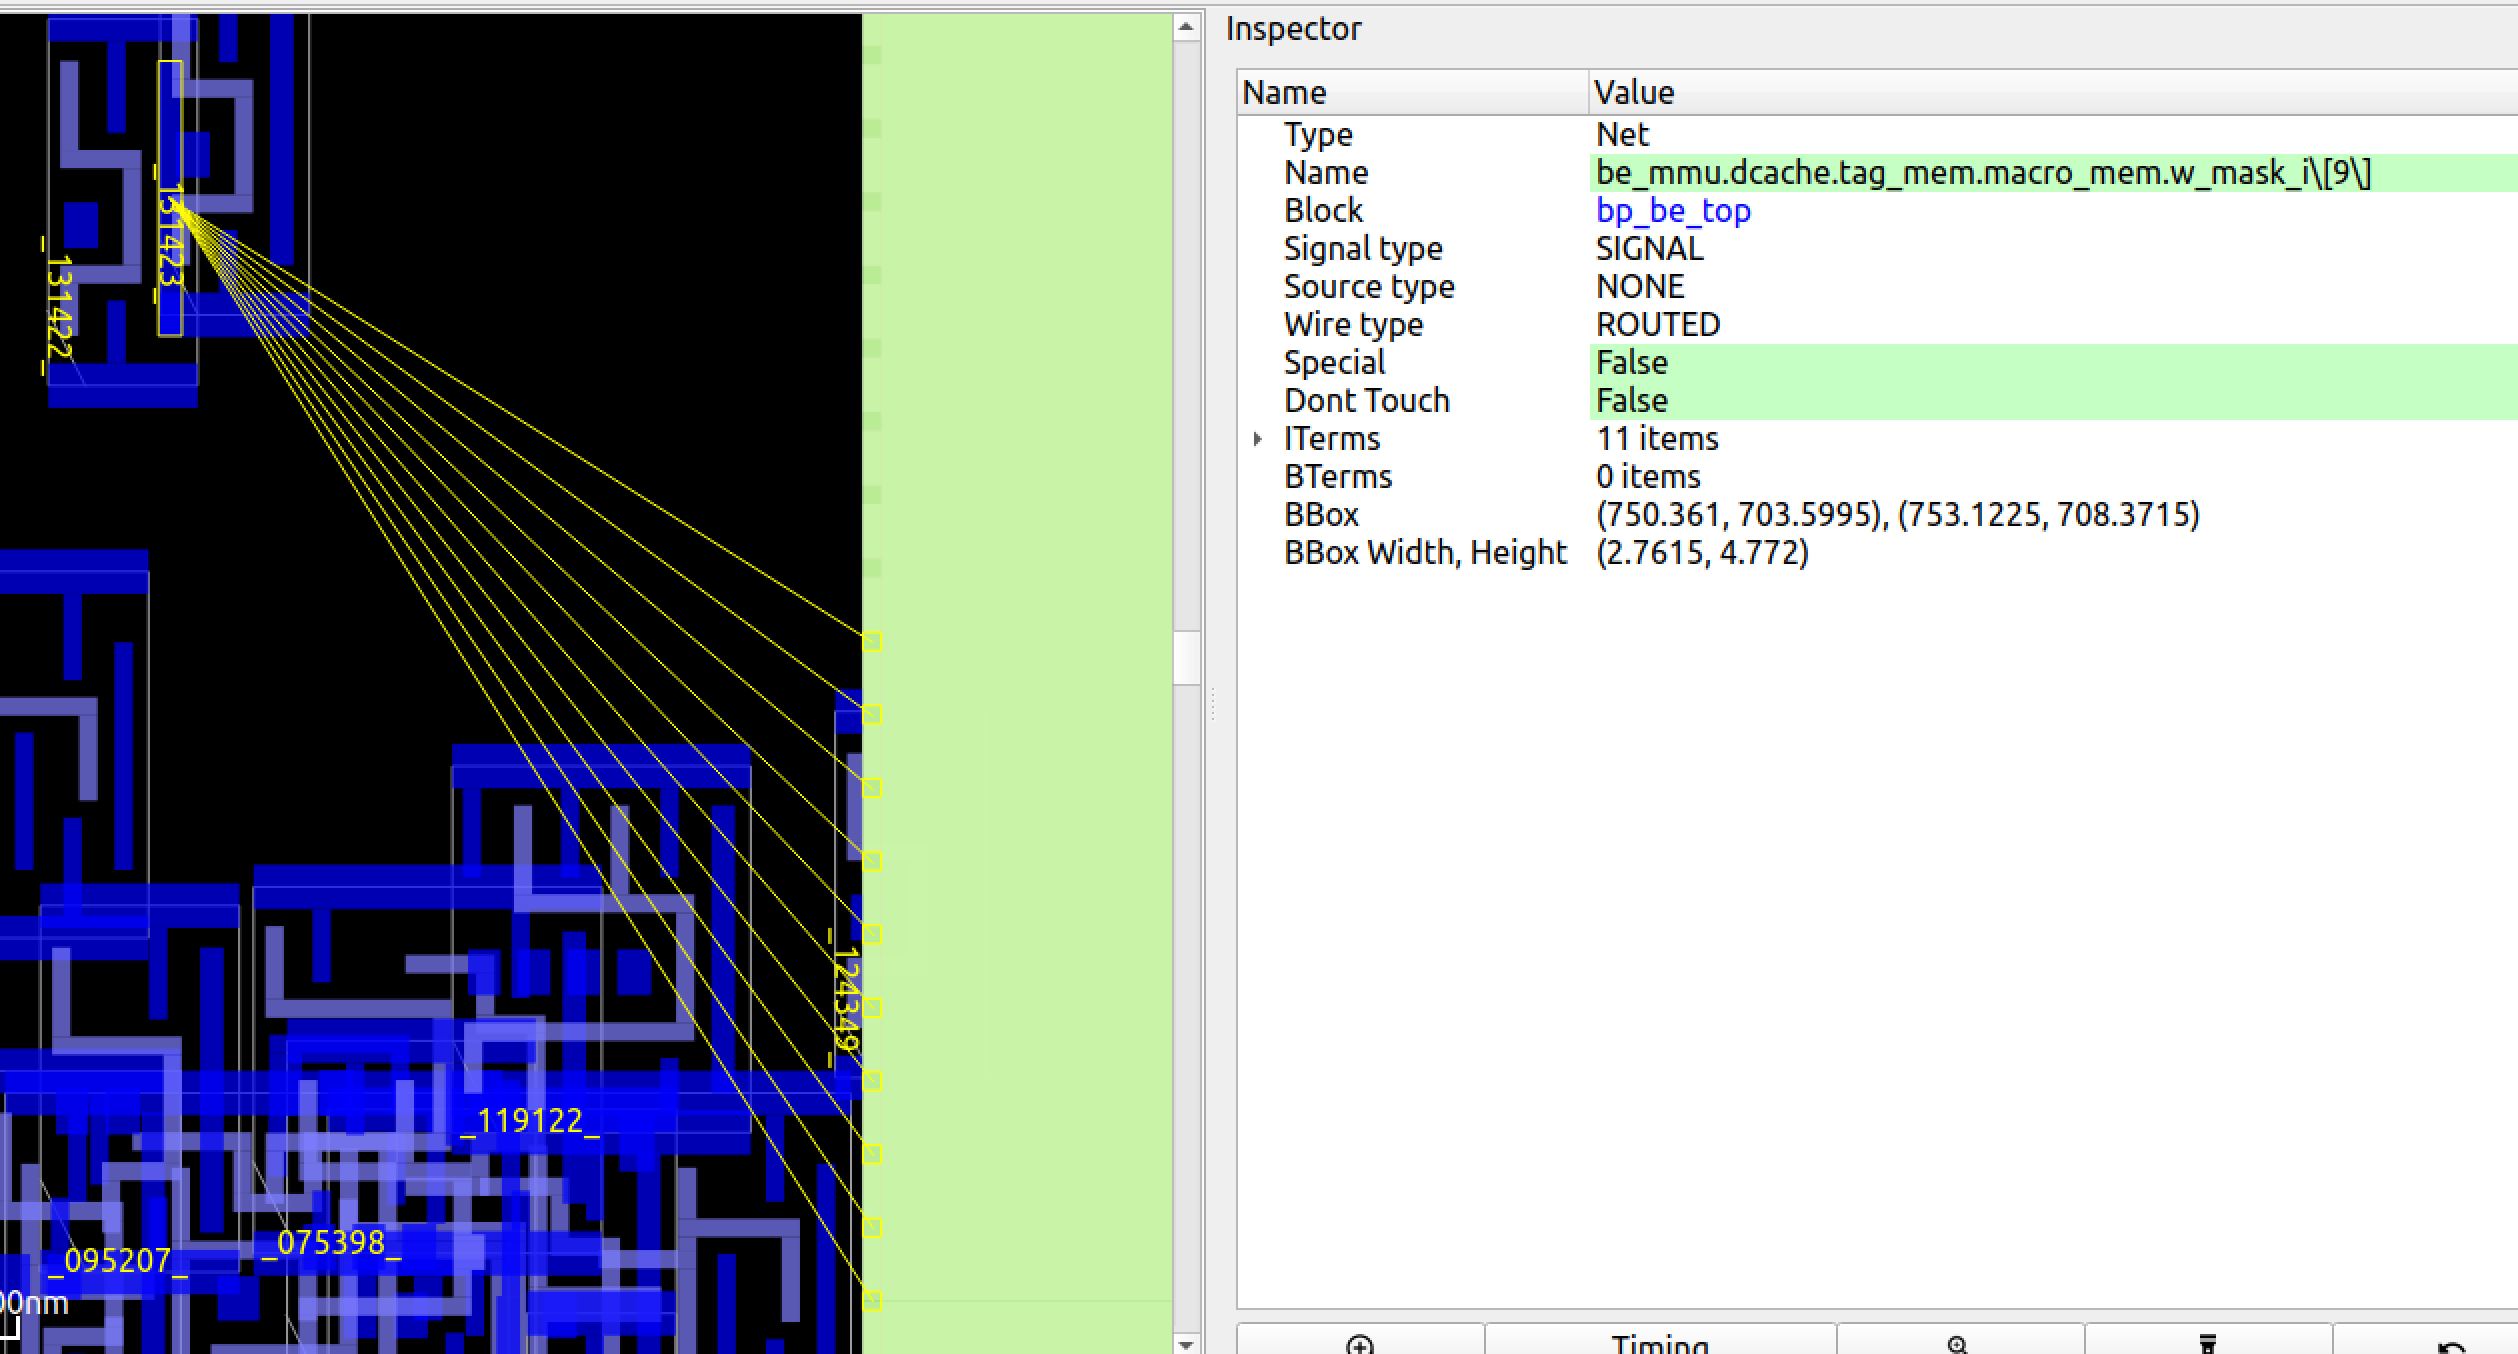 Inspector
Name Value
Type Net
Name be_mmu.dcache.tag_mem.macro_mem.w_mask_i\[9\]
Block bp_be_top
Signal type SIGNAL
Source type NONE
Wire type ROUTED
Special False
Dont Touch False
ITerms 11 items
BTerms 0 items
BBox (750.361, 703.5995), (753.1225, 708.3715)
BBox Width, Height (2.7615, 4.772)
Timing
_131423_
_131422_
_124349_
_119122_
_075398_
_095207_
00nm